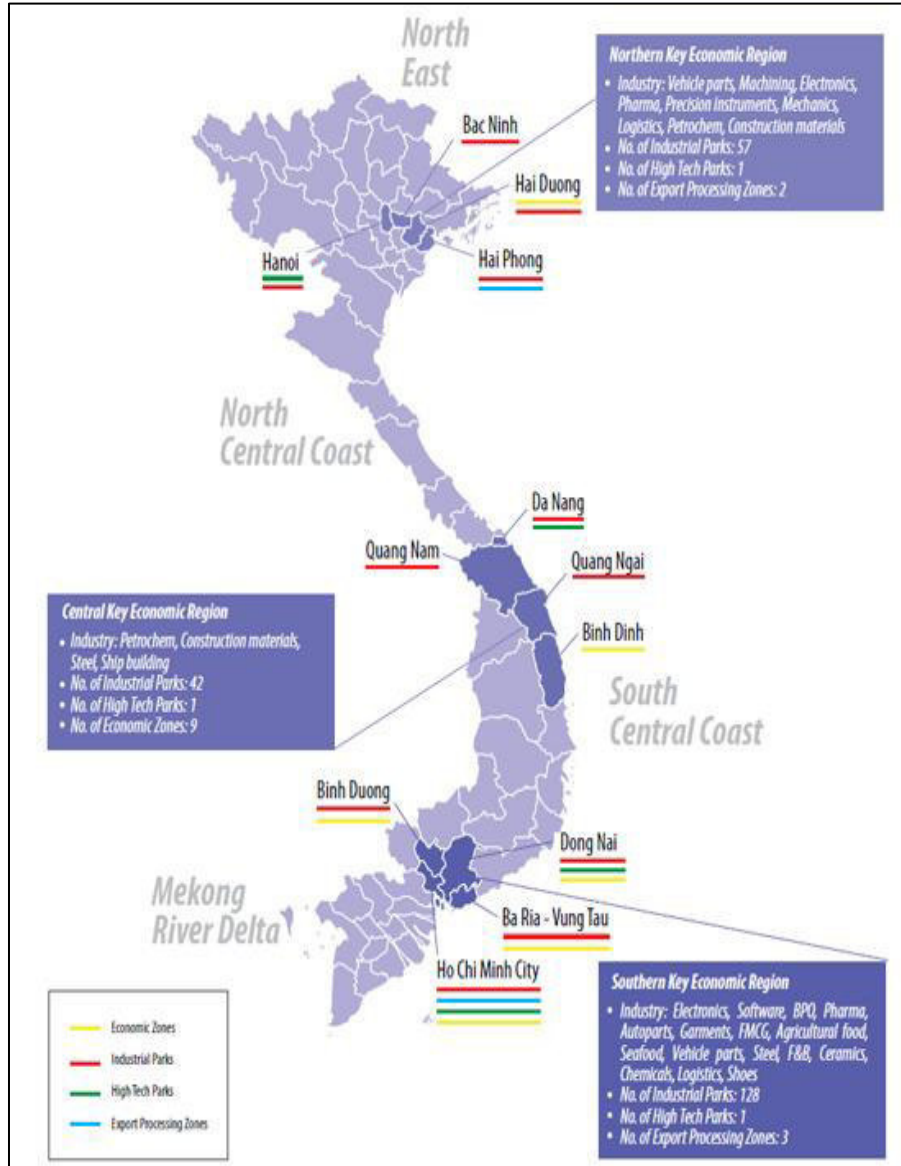 North
East
Northern Key Economic Region
• Industry: Vehicle parts, Machining, Electronics,
Pharma, Precision instruments, Mechanics,
Logistics, Petrochem, Construction materials
• No. of Industrial Parks: 57
• No. of High Tech Parks: 1
• No. of Export Processing Zones: 2
Bac Ninh
Hai Duong
Hanoi
Hai Phong
North
Central Coast
Da Nang
Quang Nam
Quang Ngai
Central Key Economic Region
• Industry: Petrochem, Construction materials,
Steel, Ship building
• No. of Industrial Parks: 42
• No. of High Tech Parks: 1
• No. of Economic Zones: 9
Binh Dinh
South
Central Coast
Binh Duong
Dong Nai
Mekong
River Delta
Ba Ria - Vung Tau
Ho Chi Minh City
Southern Key Economic Region
• Industry: Electronics, Software, BPO, Pharma,
Autoparts, Garments, FMCG, Agricultural food,
Seafood, Vehicle parts, Steel, F&B, Ceramics,
Chemicals, Logistics, Shoes
• No. of Industrial Parks: 128
• No. of High Tech Parks: 1
• No. of Export Processing Zones: 3
Economic Zones
Industrial Parks
High Tech Parks
Export Processing Zones